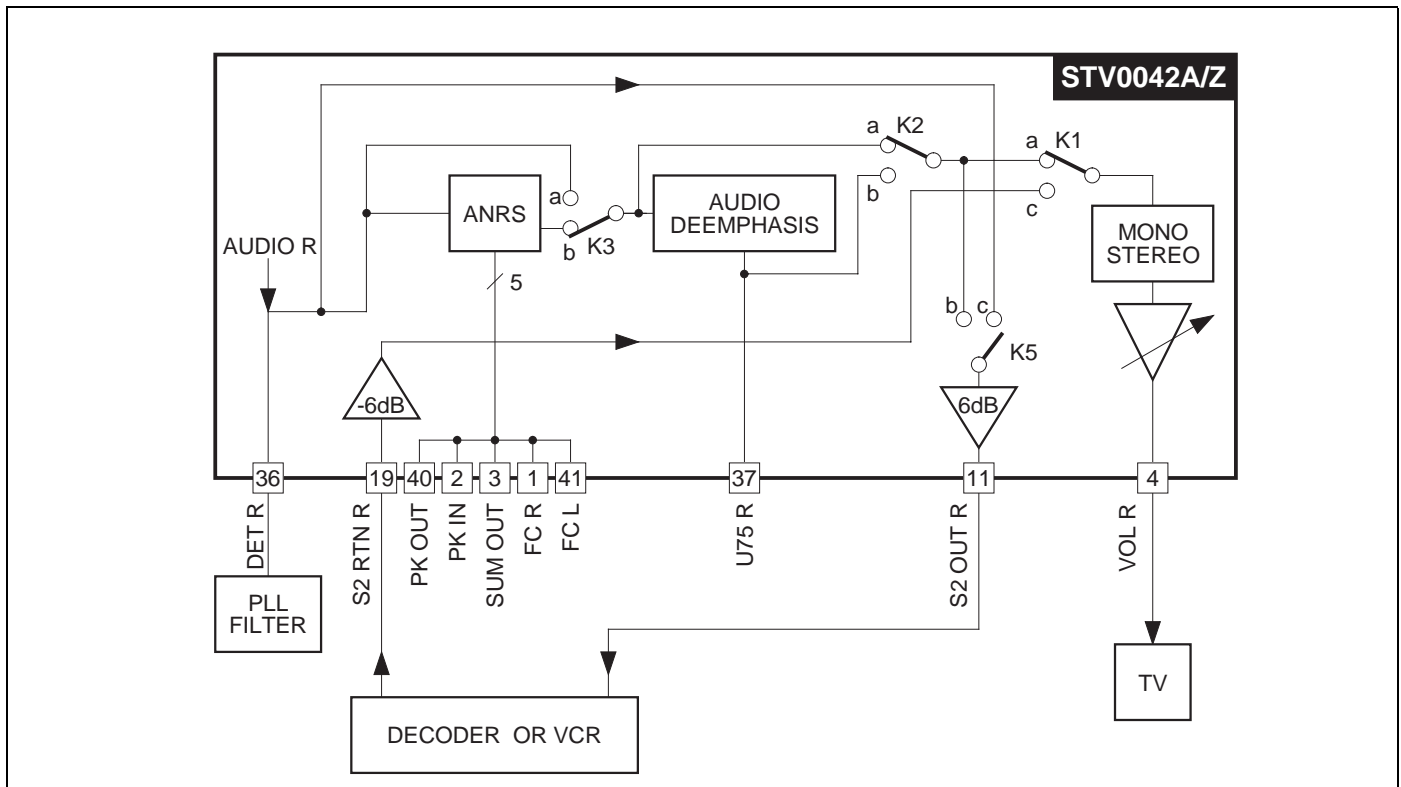 STV0042A/Z
a K2
a K1
b
c
ANRS
a
b K3
AUDIO
DEEMPHASIS
MONO
STEREO
AUDIO R
5
b c
K5
-6dB
6dB
36
19
40
2
3
1
41
37
11
4
DET R
S2 RTN R
PK OUT
PK IN
SUM OUT
FC R
FC L
U75 R
S2 OUT R
VOL R
PLL
FILTER
TV
DECODER OR VCR